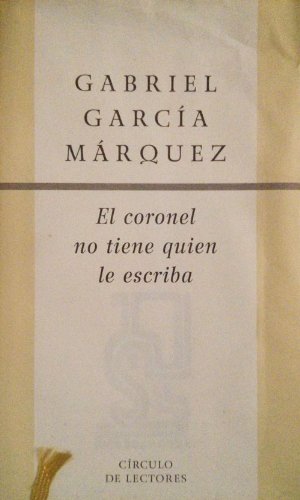 GABRIEL
GARCÍA
MÁRQUEZ
El coronel
no tiene quien
le escriba
CÍRCULO
DE LECTORES